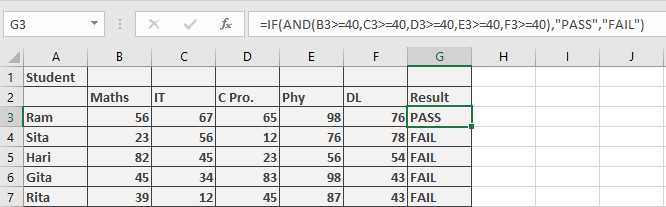 G3 fx =IF(AND(B3>=40,C3>=40,D3>=40,E3>=40,F3>=40),"PASS","FAIL")
A B C D E F G H I J
1 Student
2 Maths IT C Pro. Phy DL Result
3 Ram 56 67 65 98 76 PASS
4 Sita 23 56 12 76 78 FAIL
5 Hari 82 45 23 56 54 FAIL
6 Gita 45 34 83 98 43 FAIL
7 Rita 39 12 45 87 43 FAIL